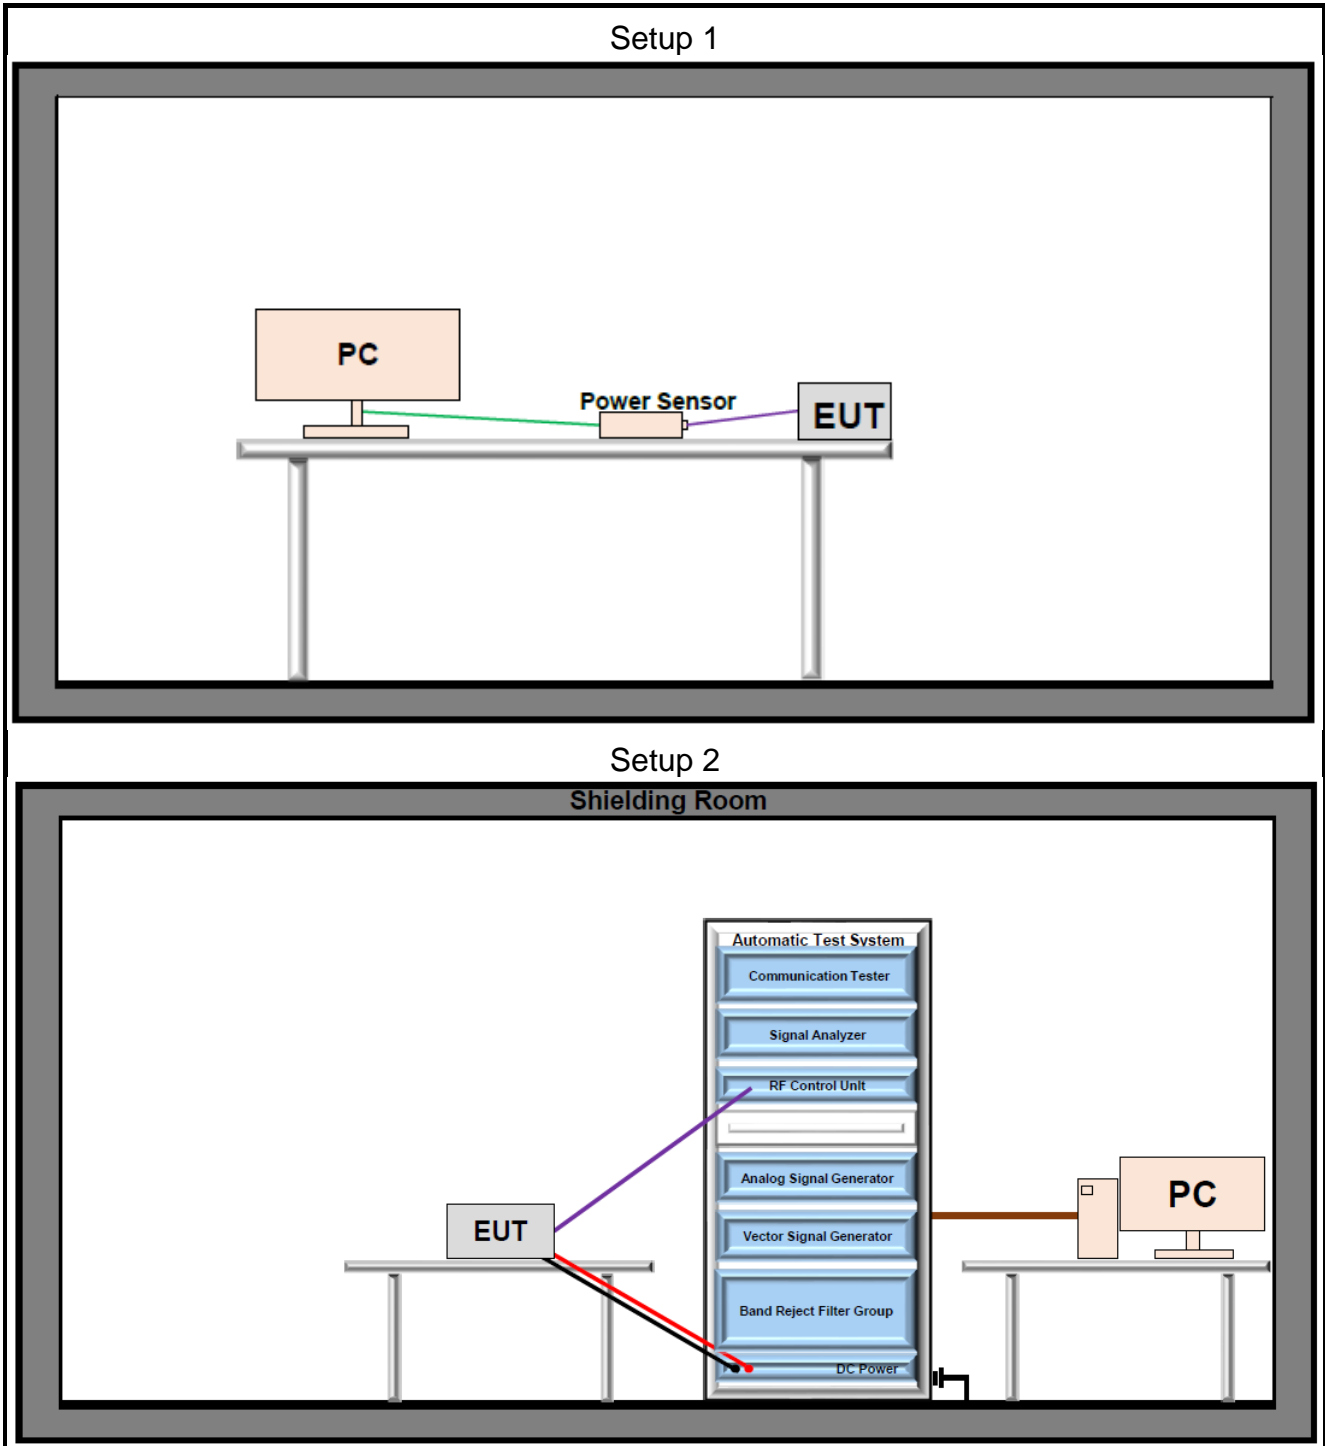 Setup 1
PC
Power Sensor
EUT
Setup 2
Shielding Room
Automatic Test System
Communication Tester
Signal Analyzer
RF Control Unit
Analog Signal Generator
Vector Signal Generator
Band Reject Filter Group
DC Power
EUT
PC